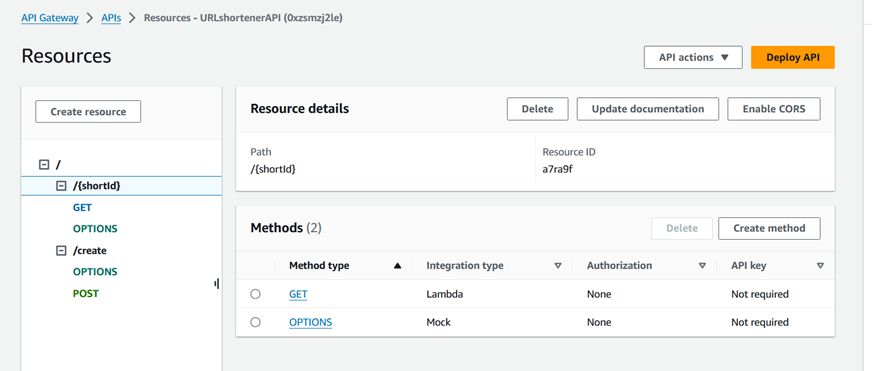 API Gateway > APIs > Resources - URLshortenerAPI (0xzsmzj2le)
Resources
API actions ▼
Deploy API
Create resource
/
/{shortId}
GET
OPTIONS
/create
OPTIONS
POST
Resource details
Delete
Update documentation
Enable CORS
Path
/{shortId}
Resource ID
a7ra9f
Methods (2)
Delete
Create method
Method type Integration type Authorization API key
GET Lambda None Not required
OPTIONS Mock None Not required